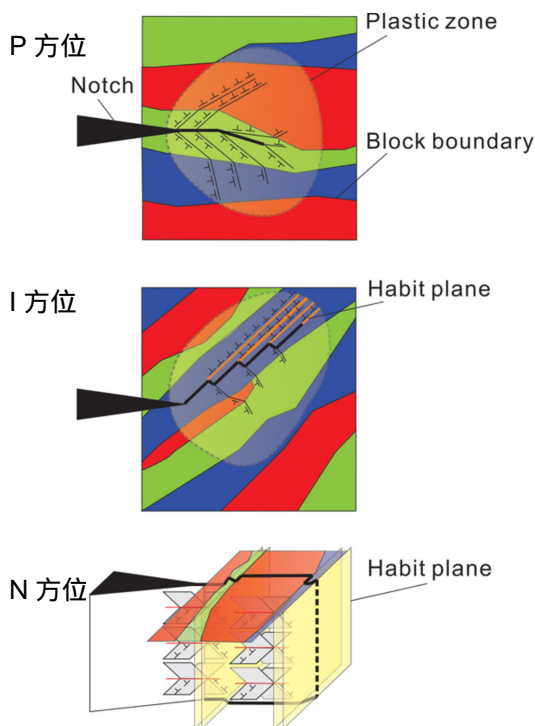 P 方位
Plastic zone
Notch
Block boundary
I 方位
Habit plane
N 方位
Habit plane